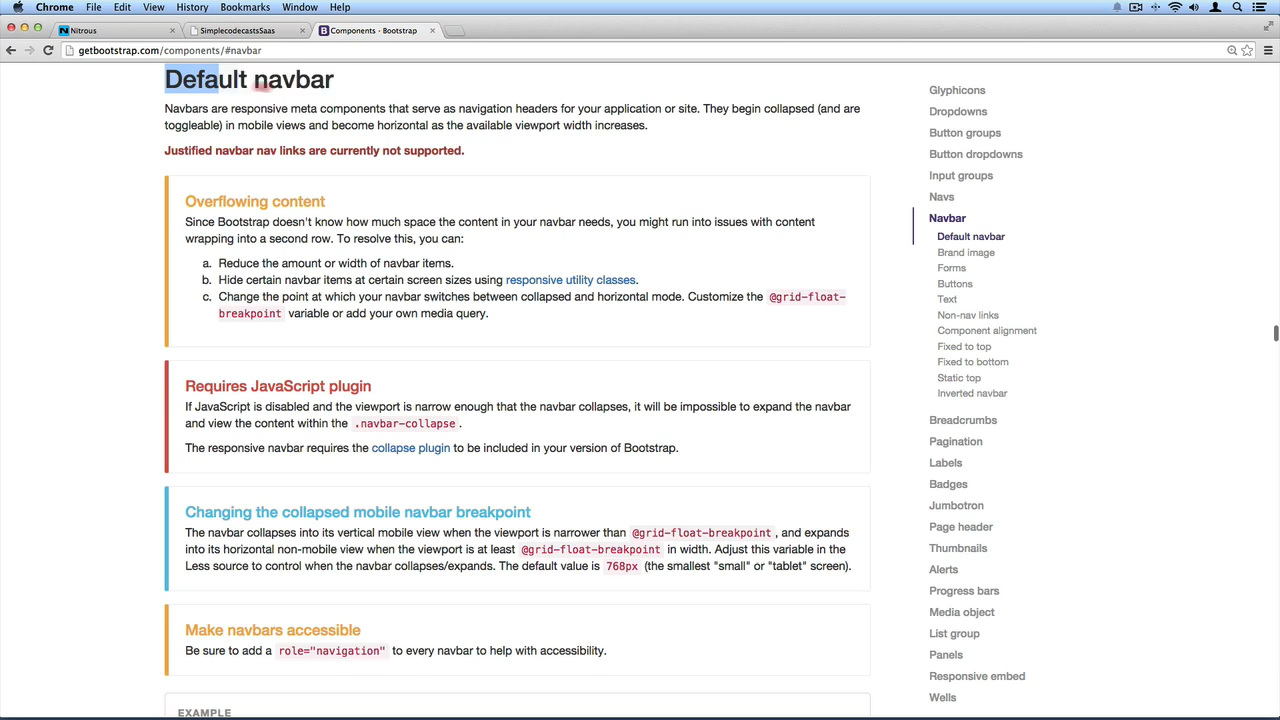 Chrome File Edit View History Bookmarks Window Help
Nitrous SimplecodecastsSaas Components · Bootstrap
getbootstrap.com/components/#navbar
Default navbar
Navbars are responsive meta components that serve as navigation headers for your application or site. They begin collapsed (and are
toggleable) in mobile views and become horizontal as the available viewport width increases.
Justified navbar nav links are currently not supported.
Overflowing content
Since Bootstrap doesn't know how much space the content in your navbar needs, you might run into issues with content
wrapping into a second row. To resolve this, you can:
a. Reduce the amount or width of navbar items.
b. Hide certain navbar items at certain screen sizes using responsive utility classes.
c. Change the point at which your navbar switches between collapsed and horizontal mode. Customize the @grid-float-
breakpoint variable or add your own media query.
Requires JavaScript plugin
If JavaScript is disabled and the viewport is narrow enough that the navbar collapses, it will be impossible to expand the navbar
and view the content within the .navbar-collapse.
The responsive navbar requires the collapse plugin to be included in your version of Bootstrap.
Changing the collapsed mobile navbar breakpoint
The navbar collapses into its vertical mobile view when the viewport is narrower than @grid-float-breakpoint, and expands
into its horizontal non-mobile view when the viewport is at least @grid-float-breakpoint in width. Adjust this variable in the
Less source to control when the navbar collapses/expands. The default value is 768px (the smallest "small" or "tablet" screen).
Make navbars accessible
Be sure to add a role="navigation" to every navbar to help with accessibility.
EXAMPLE
Glyphicons
Dropdowns
Button groups
Button dropdowns
Input groups
Navs
Navbar
Default navbar
Brand image
Forms
Buttons
Text
Non-nav links
Component alignment
Fixed to top
Fixed to bottom
Static top
Inverted navbar
Breadcrumbs
Pagination
Labels
Badges
Jumbotron
Page header
Thumbnails
Alerts
Progress bars
Media object
List group
Panels
Responsive embed
Wells